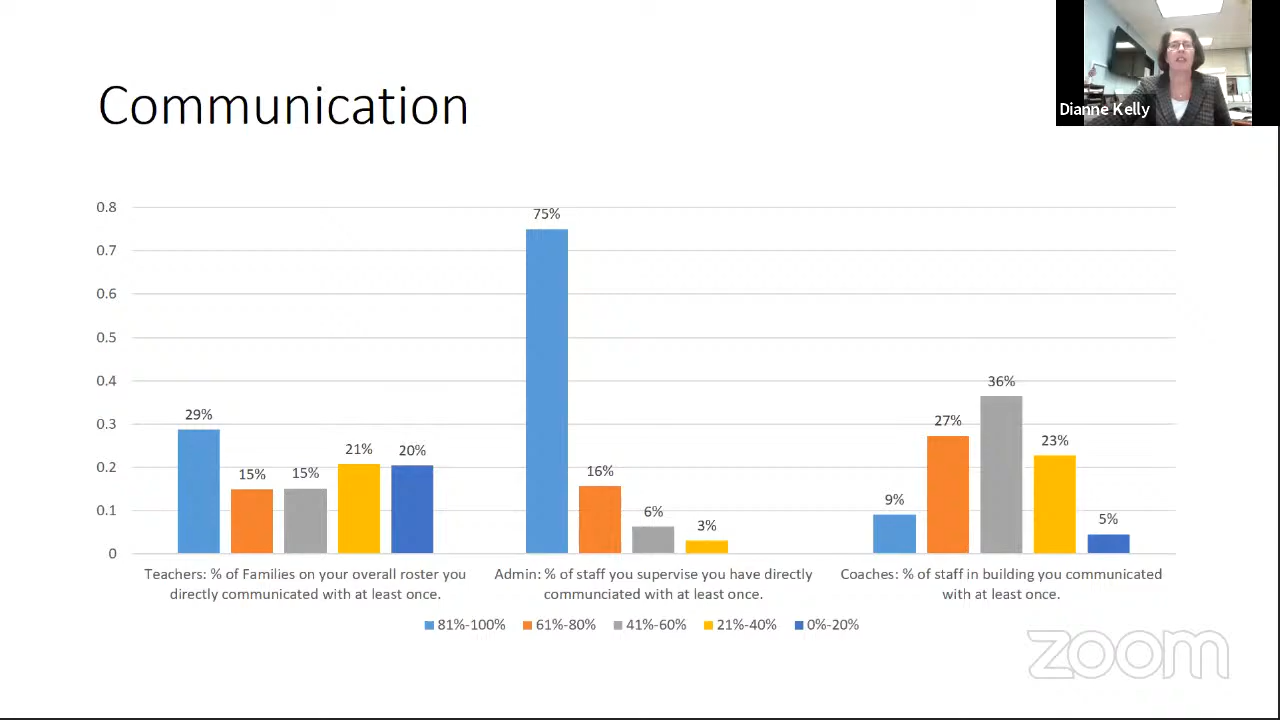 Communication
Dianne Kelly
0.8
0.7
0.6
0.5
0.4
0.3
0.2
0.1
0
29%
15%
15%
21%
20%
75%
16%
6%
3%
9%
27%
36%
23%
5%
Teachers: % of Families on your overall roster you
directly communicated with at least once.
Admin: % of staff you supervise you have directly
communciated with at least once.
Coaches: % of staff in building you communicated
with at least once.
81%-100% 61%-80% 41%-60% 21%-40% 0%-20%
zoom